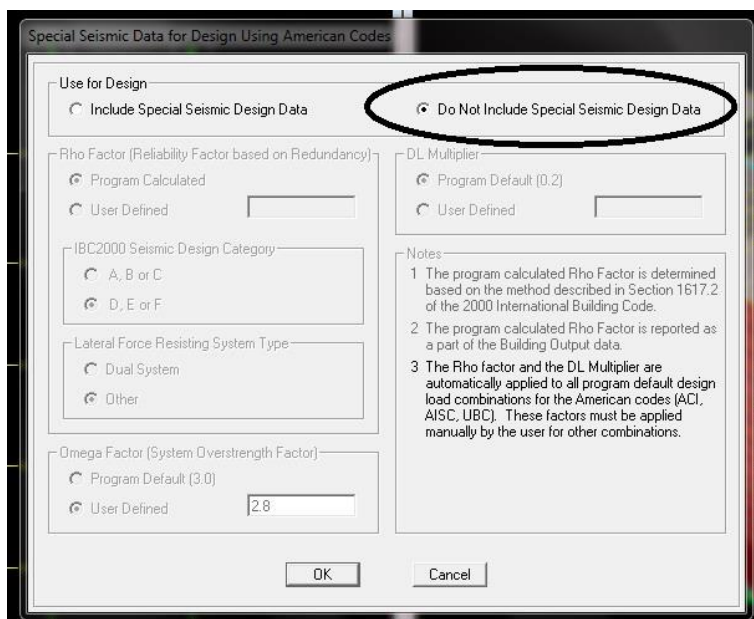 Special Seismic Data for Design Using American Codes
Use for Design
Include Special Seismic Design Data
Do Not Include Special Seismic Design Data
Rho Factor (Reliability Factor based on Redundancy)
Program Calculated
User Defined
IBC2000 Seismic Design Category
A, B or C
D, E or F
Lateral Force Resisting System Type
Dual System
Other
Omega Factor (System Overstrength Factor)
Program Default (3.0)
User Defined
2.8
DL Multiplier
Program Default (0.2)
User Defined
Notes
1 The program calculated Rho Factor is determined
based on the method described in Section 1617.2
of the 2000 International Building Code.
2 The program calculated Rho Factor is reported as
a part of the Building Output data.
3 The Rho factor and the DL Multiplier are
automatically applied to all program default design
load combinations for the American codes (ACI,
AISC, UBC). These factors must be applied
manually by the user for other combinations.
OK
Cancel